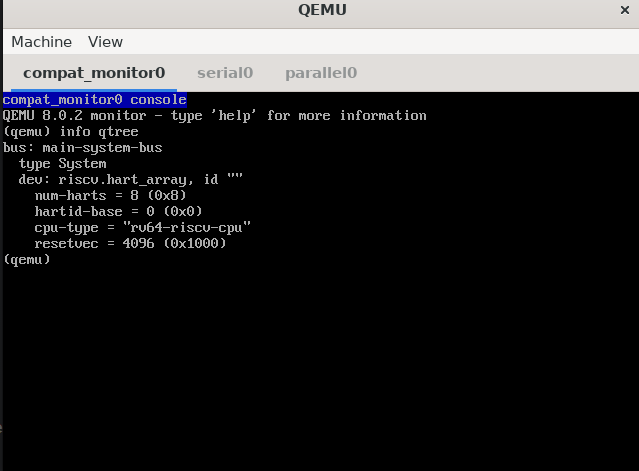 QEMU ×
Machine View
compat_monitor0 serial0 parallel0
compat_monitor0 console
QEMU 8.0.2 monitor - type 'help' for more information
(qemu) info qtree
bus: main-system-bus
  type System
  dev: riscv.hart_array, id ""
    num-harts = 8 (0x8)
    hartid-base = 0 (0x0)
    cpu-type = "rv64-riscv-cpu"
    resetvec = 4096 (0x1000)
(qemu)